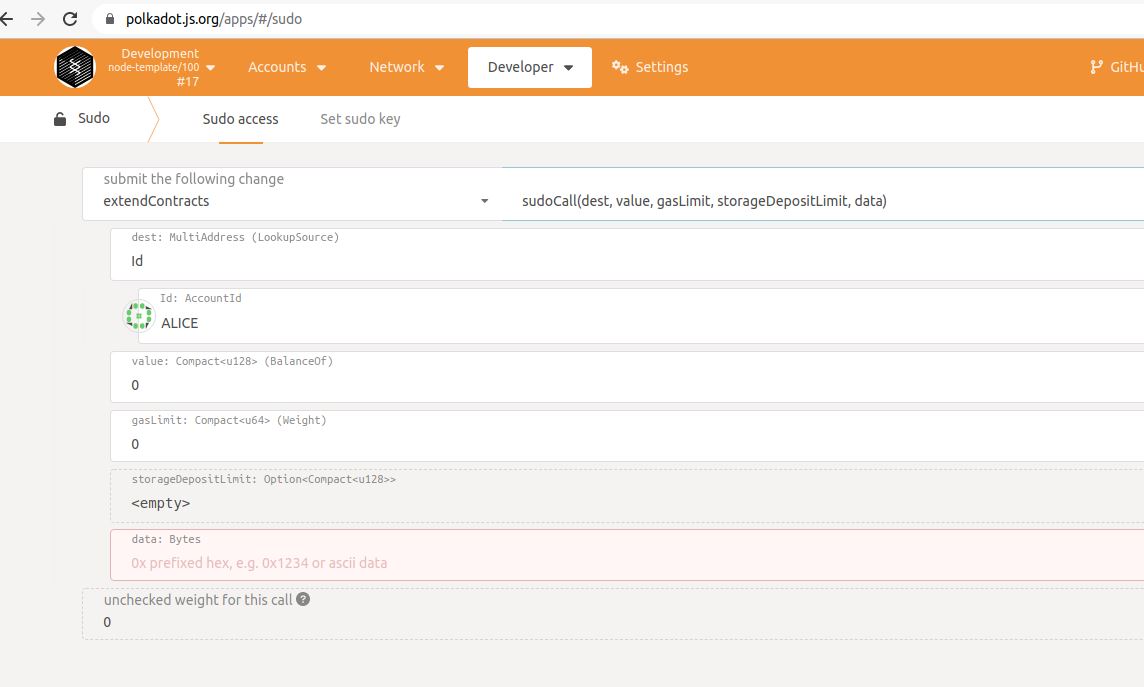 polkadot.js.org/apps/#/sudo
Development
node-template/100
#17
Accounts
Network
Developer
Settings
Sudo
Sudo access
Set sudo key
submit the following change
extendContracts
sudoCall(dest, value, gasLimit, storageDepositLimit, data)
dest: MultiAddress (LookupSource)
Id
Id: AccountId
ALICE
value: Compact<u128> (BalanceOf)
0
gasLimit: Compact<u64> (Weight)
0
storageDepositLimit: Option<Compact<u128>>
<empty>
data: Bytes
0x prefixed hex, e.g. 0x1234 or ascii data
unchecked weight for this call ?
0